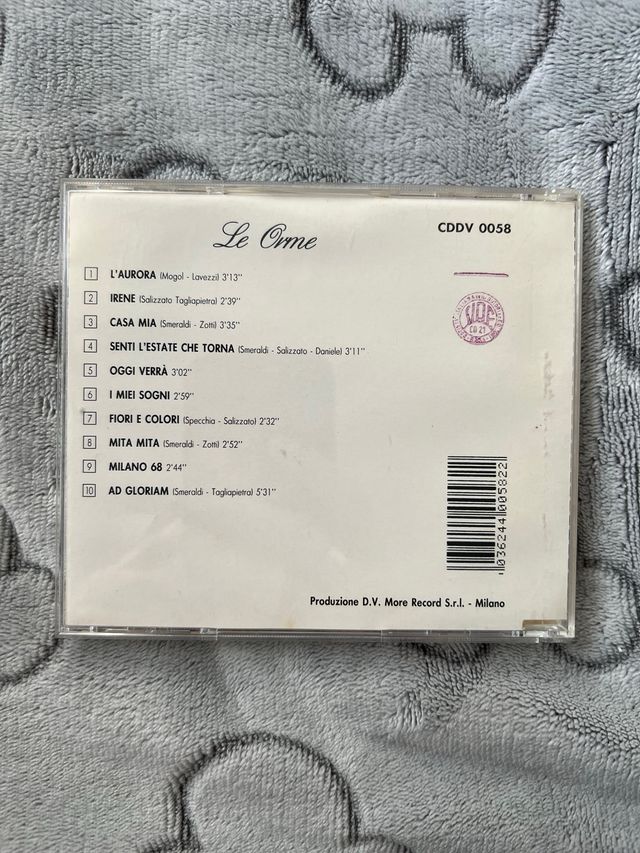 Le Orme
CDDV 0058
1 L'AURORA (Mogol - Lavezzi) 3'13''
2 IRENE (Salizzato Tagliapietra) 2'39''
3 CASA MIA (Smeraldi - Zotti) 3'35''
4 SENTI L'ESTATE CHE TORNA (Smeraldi - Salizzato - Daniele) 3'11''
5 OGGI VERRÀ 3'02''
6 I MIEI SOGNI 2'59''
7 FIORI E COLORI (Specchia - Salizzato) 2'32''
8 MITA MITA (Smeraldi - Zotti) 2'52''
9 MILANO 68 2'44''
10 AD GLORIAM (Smeraldi - Tagliapietra) 5'31''
CD 21
036244005822
Produzione D.V. More Record S.r.l. - Milano